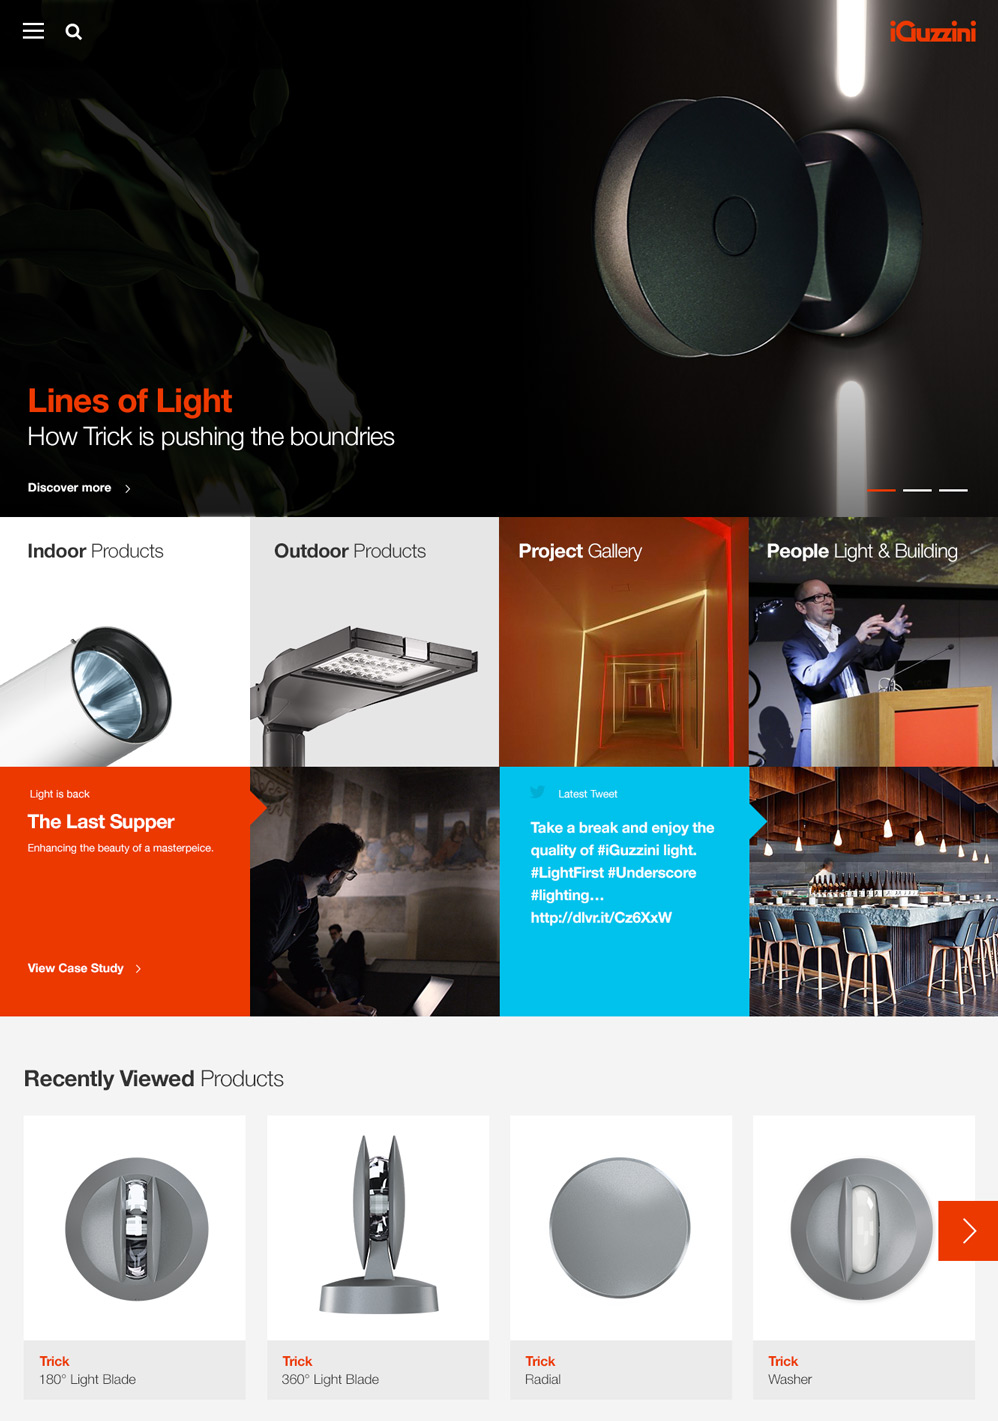 iGuzzini
Lines of Light
How Trick is pushing the boundries
Discover more
Indoor Products
Outdoor Products
Project Gallery
People Light & Building
Light is back
The Last Supper
Enhancing the beauty of a masterpeice.
View Case Study
Latest Tweet
Take a break and enjoy the
quality of #iGuzzini light.
#LightFirst #Underscore
#lighting...
http://dlvr.it/Cz6XxW
Recently Viewed Products
Trick
180° Light Blade
Trick
360° Light Blade
Trick
Radial
Trick
Washer